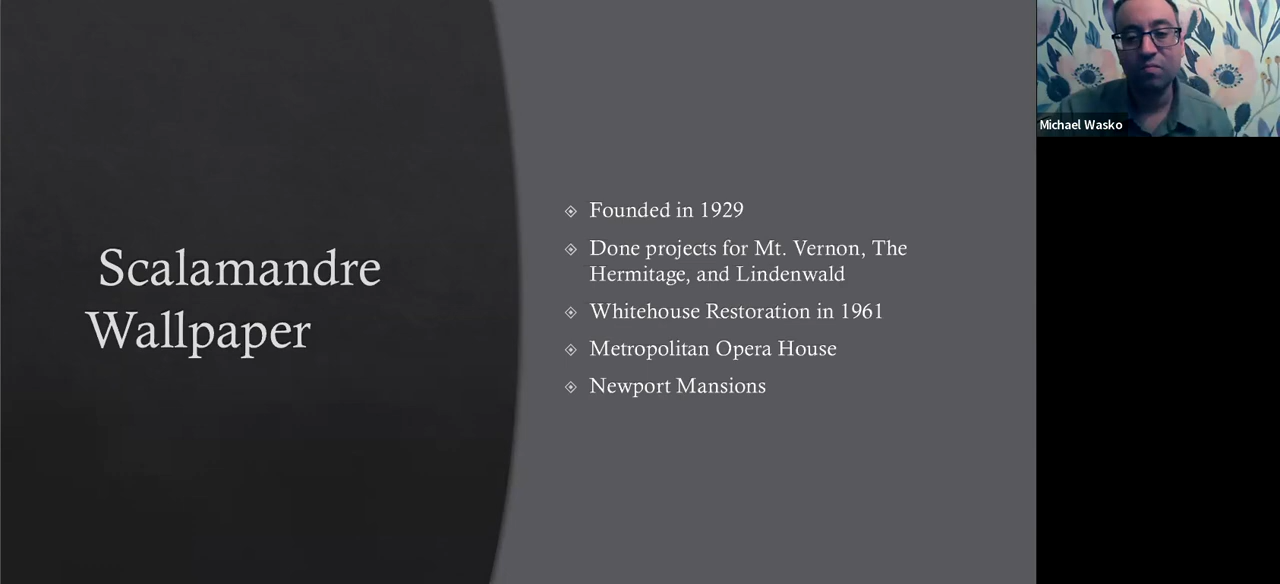 Scalamandre
Wallpaper
Founded in 1929
Done projects for Mt. Vernon, The
Hermitage, and Lindenwald
Whitehouse Restoration in 1961
Metropolitan Opera House
Newport Mansions
Michael Wasko